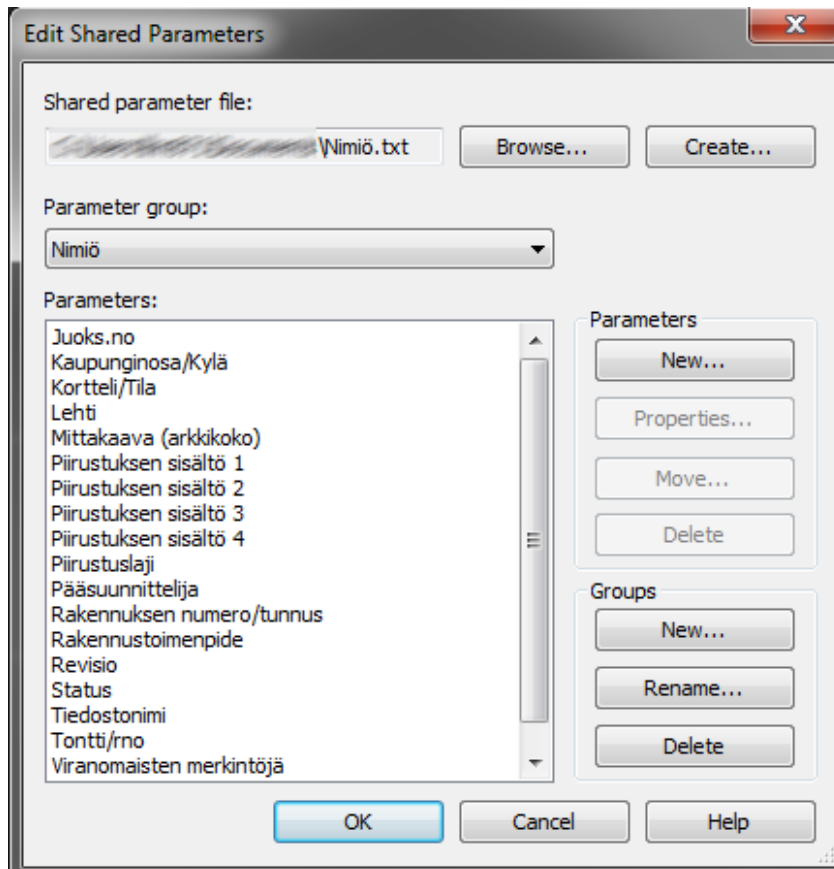 Edit Shared Parameters
Shared parameter file:
\Nimiö.txt
Browse...
Create...
Parameter group:
Nimiö
Parameters:
Juoks.no
Kaupunginosa/Kylä
Kortteli/Tila
Lehti
Mittakaava (arkkikoko)
Piirustuksen sisältö 1
Piirustuksen sisältö 2
Piirustuksen sisältö 3
Piirustuksen sisältö 4
Piirustuslaji
Pääsuunnittelija
Rakennuksen numero/tunnus
Rakennustoimenpide
Revisio
Status
Tiedostonimi
Tontti/rno
Viranomaisten merkintöjä
Parameters
New...
Properties...
Move...
Delete
Groups
New...
Rename...
Delete
OK
Cancel
Help